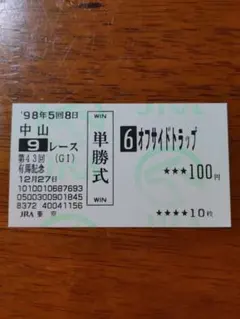 '98年5回8日
中山
9レース
第43回 (GI)
有馬記念
12月27日
1010010687693
0500300901845
8372 40041156
JRA 東京
WIN
単勝式
WIN
6 オフサイドトラップ
***100円
****10枚
JRA